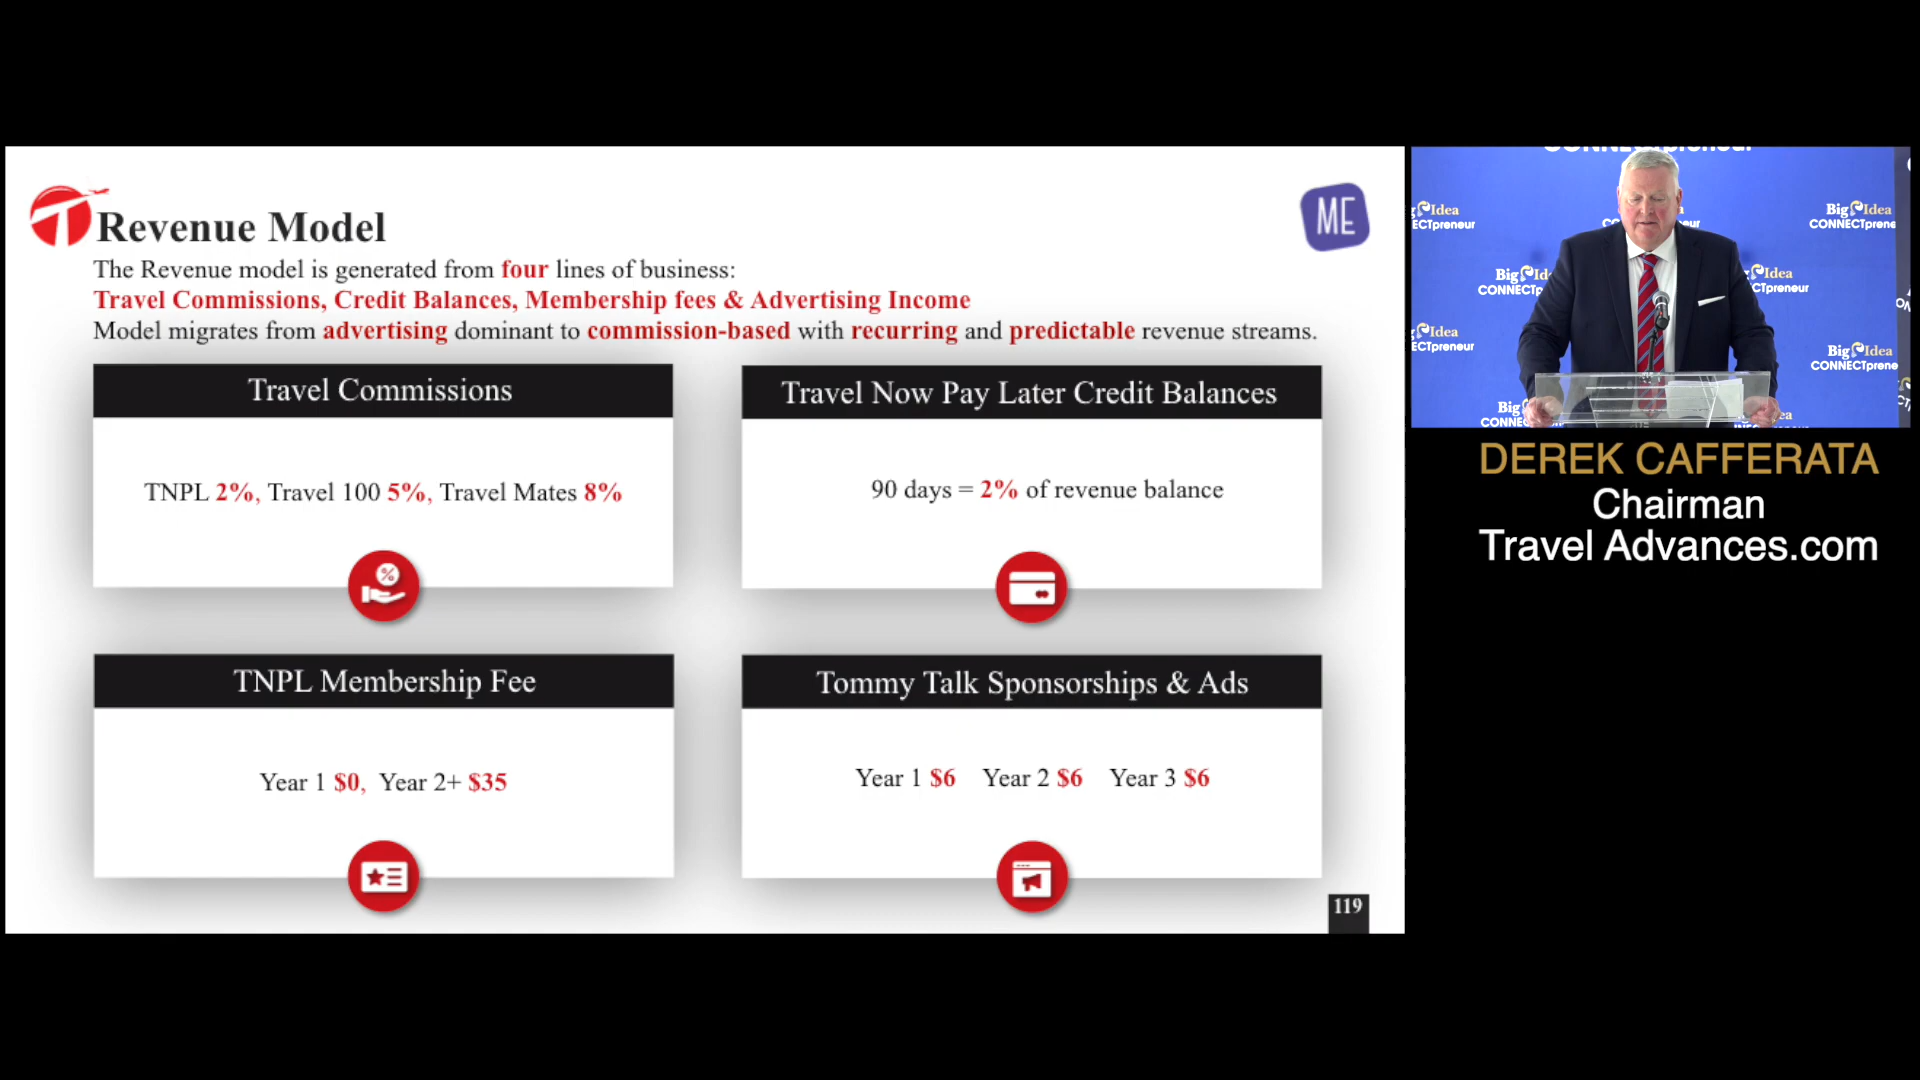 Revenue Model
ME
The Revenue model is generated from four lines of business:
Travel Commissions, Credit Balances, Membership fees & Advertising Income
Model migrates from advertising dominant to commission-based with recurring and predictable revenue streams.
Travel Commissions
TNPL 2%, Travel 100 5%, Travel Mates 8%
Travel Now Pay Later Credit Balances
90 days = 2% of revenue balance
TNPL Membership Fee
Year 1 $0, Year 2+ $35
Tommy Talk Sponsorships & Ads
Year 1 $6 Year 2 $6 Year 3 $6
119
Big Idea
CONNECTpreneur
DEREK CAFFERATA
Chairman
Travel Advances.com